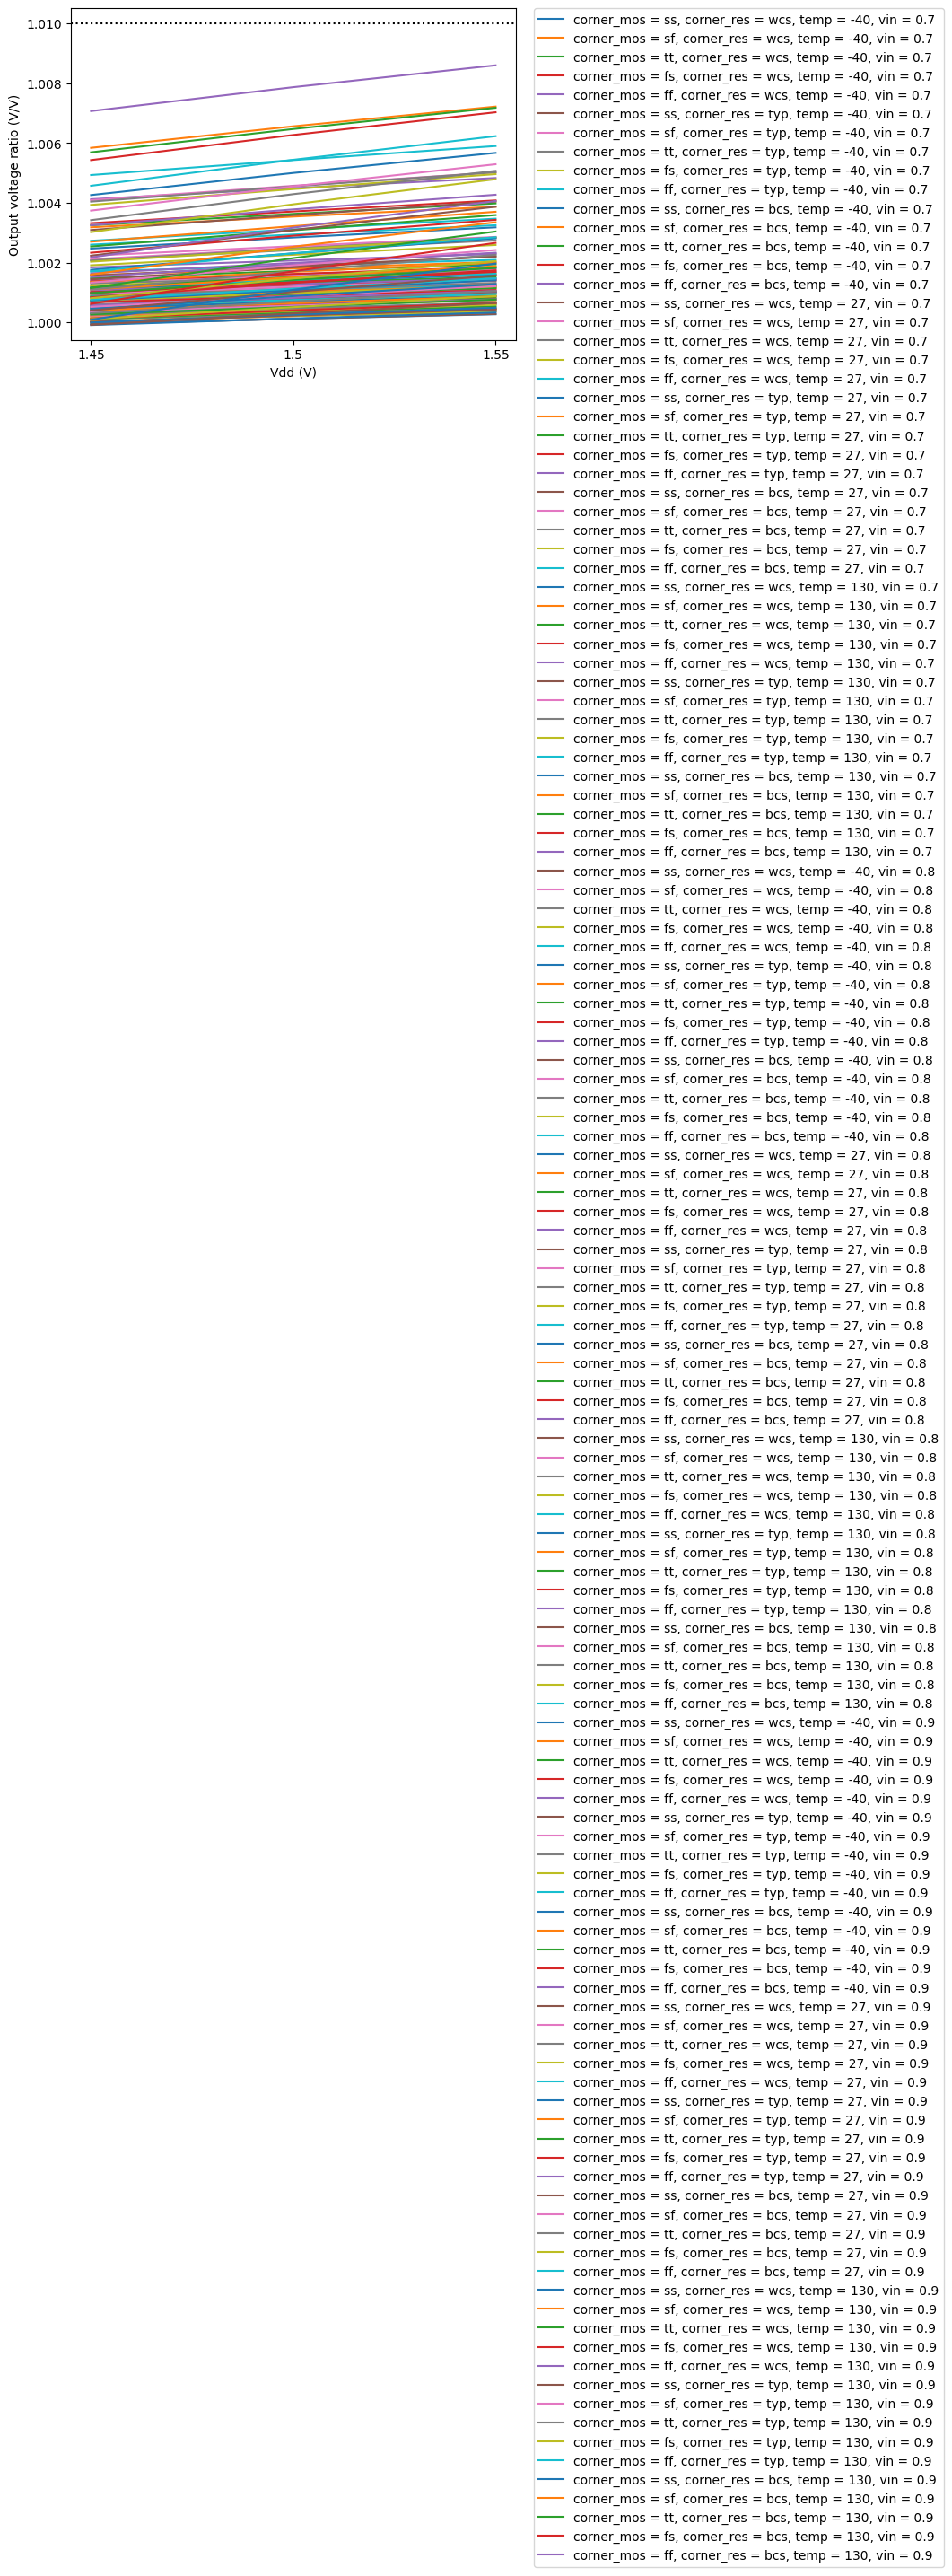 1.010
1.008
1.006
1.004
1.002
1.000
Output voltage ratio (V/V)
1.45
1.5
1.55
Vdd (V)
corner_mos = ss, corner_res = wcs, temp = -40, vin = 0.7
corner_mos = sf, corner_res = wcs, temp = -40, vin = 0.7
corner_mos = tt, corner_res = wcs, temp = -40, vin = 0.7
corner_mos = fs, corner_res = wcs, temp = -40, vin = 0.7
corner_mos = ff, corner_res = wcs, temp = -40, vin = 0.7
corner_mos = ss, corner_res = typ, temp = -40, vin = 0.7
corner_mos = sf, corner_res = typ, temp = -40, vin = 0.7
corner_mos = tt, corner_res = typ, temp = -40, vin = 0.7
corner_mos = fs, corner_res = typ, temp = -40, vin = 0.7
corner_mos = ff, corner_res = typ, temp = -40, vin = 0.7
corner_mos = ss, corner_res = bcs, temp = -40, vin = 0.7
corner_mos = sf, corner_res = bcs, temp = -40, vin = 0.7
corner_mos = tt, corner_res = bcs, temp = -40, vin = 0.7
corner_mos = fs, corner_res = bcs, temp = -40, vin = 0.7
corner_mos = ff, corner_res = bcs, temp = -40, vin = 0.7
corner_mos = ss, corner_res = wcs, temp = 27, vin = 0.7
corner_mos = sf, corner_res = wcs, temp = 27, vin = 0.7
corner_mos = tt, corner_res = wcs, temp = 27, vin = 0.7
corner_mos = fs, corner_res = wcs, temp = 27, vin = 0.7
corner_mos = ff, corner_res = wcs, temp = 27, vin = 0.7
corner_mos = ss, corner_res = typ, temp = 27, vin = 0.7
corner_mos = sf, corner_res = typ, temp = 27, vin = 0.7
corner_mos = tt, corner_res = typ, temp = 27, vin = 0.7
corner_mos = fs, corner_res = typ, temp = 27, vin = 0.7
corner_mos = ff, corner_res = typ, temp = 27, vin = 0.7
corner_mos = ss, corner_res = bcs, temp = 27, vin = 0.7
corner_mos = sf, corner_res = bcs, temp = 27, vin = 0.7
corner_mos = tt, corner_res = bcs, temp = 27, vin = 0.7
corner_mos = fs, corner_res = bcs, temp = 27, vin = 0.7
corner_mos = ff, corner_res = bcs, temp = 27, vin = 0.7
corner_mos = ss, corner_res = wcs, temp = 130, vin = 0.7
corner_mos = sf, corner_res = wcs, temp = 130, vin = 0.7
corner_mos = tt, corner_res = wcs, temp = 130, vin = 0.7
corner_mos = fs, corner_res = wcs, temp = 130, vin = 0.7
corner_mos = ff, corner_res = wcs, temp = 130, vin = 0.7
corner_mos = ss, corner_res = typ, temp = 130, vin = 0.7
corner_mos = sf, corner_res = typ, temp = 130, vin = 0.7
corner_mos = tt, corner_res = typ, temp = 130, vin = 0.7
corner_mos = fs, corner_res = typ, temp = 130, vin = 0.7
corner_mos = ff, corner_res = typ, temp = 130, vin = 0.7
corner_mos = ss, corner_res = bcs, temp = 130, vin = 0.7
corner_mos = sf, corner_res = bcs, temp = 130, vin = 0.7
corner_mos = tt, corner_res = bcs, temp = 130, vin = 0.7
corner_mos = fs, corner_res = bcs, temp = 130, vin = 0.7
corner_mos = ff, corner_res = bcs, temp = 130, vin = 0.7
corner_mos = ss, corner_res = wcs, temp = -40, vin = 0.8
corner_mos = sf, corner_res = wcs, temp = -40, vin = 0.8
corner_mos = tt, corner_res = wcs, temp = -40, vin = 0.8
corner_mos = fs, corner_res = wcs, temp = -40, vin = 0.8
corner_mos = ff, corner_res = wcs, temp = -40, vin = 0.8
corner_mos = ss, corner_res = typ, temp = -40, vin = 0.8
corner_mos = sf, corner_res = typ, temp = -40, vin = 0.8
corner_mos = tt, corner_res = typ, temp = -40, vin = 0.8
corner_mos = fs, corner_res = typ, temp = -40, vin = 0.8
corner_mos = ff, corner_res = typ, temp = -40, vin = 0.8
corner_mos = ss, corner_res = bcs, temp = -40, vin = 0.8
corner_mos = sf, corner_res = bcs, temp = -40, vin = 0.8
corner_mos = tt, corner_res = bcs, temp = -40, vin = 0.8
corner_mos = fs, corner_res = bcs, temp = -40, vin = 0.8
corner_mos = ff, corner_res = bcs, temp = -40, vin = 0.8
corner_mos = ss, corner_res = wcs, temp = 27, vin = 0.8
corner_mos = sf, corner_res = wcs, temp = 27, vin = 0.8
corner_mos = tt, corner_res = wcs, temp = 27, vin = 0.8
corner_mos = fs, corner_res = wcs, temp = 27, vin = 0.8
corner_mos = ff, corner_res = wcs, temp = 27, vin = 0.8
corner_mos = ss, corner_res = typ, temp = 27, vin = 0.8
corner_mos = sf, corner_res = typ, temp = 27, vin = 0.8
corner_mos = tt, corner_res = typ, temp = 27, vin = 0.8
corner_mos = fs, corner_res = typ, temp = 27, vin = 0.8
corner_mos = ff, corner_res = typ, temp = 27, vin = 0.8
corner_mos = ss, corner_res = bcs, temp = 27, vin = 0.8
corner_mos = sf, corner_res = bcs, temp = 27, vin = 0.8
corner_mos = tt, corner_res = bcs, temp = 27, vin = 0.8
corner_mos = fs, corner_res = bcs, temp = 27, vin = 0.8
corner_mos = ff, corner_res = bcs, temp = 27, vin = 0.8
corner_mos = ss, corner_res = wcs, temp = 130, vin = 0.8
corner_mos = sf, corner_res = wcs, temp = 130, vin = 0.8
corner_mos = tt, corner_res = wcs, temp = 130, vin = 0.8
corner_mos = fs, corner_res = wcs, temp = 130, vin = 0.8
corner_mos = ff, corner_res = wcs, temp = 130, vin = 0.8
corner_mos = ss, corner_res = typ, temp = 130, vin = 0.8
corner_mos = sf, corner_res = typ, temp = 130, vin = 0.8
corner_mos = tt, corner_res = typ, temp = 130, vin = 0.8
corner_mos = fs, corner_res = typ, temp = 130, vin = 0.8
corner_mos = ff, corner_res = typ, temp = 130, vin = 0.8
corner_mos = ss, corner_res = bcs, temp = 130, vin = 0.8
corner_mos = sf, corner_res = bcs, temp = 130, vin = 0.8
corner_mos = tt, corner_res = bcs, temp = 130, vin = 0.8
corner_mos = fs, corner_res = bcs, temp = 130, vin = 0.8
corner_mos = ff, corner_res = bcs, temp = 130, vin = 0.8
corner_mos = ss, corner_res = wcs, temp = -40, vin = 0.9
corner_mos = sf, corner_res = wcs, temp = -40, vin = 0.9
corner_mos = tt, corner_res = wcs, temp = -40, vin = 0.9
corner_mos = fs, corner_res = wcs, temp = -40, vin = 0.9
corner_mos = ff, corner_res = wcs, temp = -40, vin = 0.9
corner_mos = ss, corner_res = typ, temp = -40, vin = 0.9
corner_mos = sf, corner_res = typ, temp = -40, vin = 0.9
corner_mos = tt, corner_res = typ, temp = -40, vin = 0.9
corner_mos = fs, corner_res = typ, temp = -40, vin = 0.9
corner_mos = ff, corner_res = typ, temp = -40, vin = 0.9
corner_mos = ss, corner_res = bcs, temp = -40, vin = 0.9
corner_mos = sf, corner_res = bcs, temp = -40, vin = 0.9
corner_mos = tt, corner_res = bcs, temp = -40, vin = 0.9
corner_mos = fs, corner_res = bcs, temp = -40, vin = 0.9
corner_mos = ff, corner_res = bcs, temp = -40, vin = 0.9
corner_mos = ss, corner_res = wcs, temp = 27, vin = 0.9
corner_mos = sf, corner_res = wcs, temp = 27, vin = 0.9
corner_mos = tt, corner_res = wcs, temp = 27, vin = 0.9
corner_mos = fs, corner_res = wcs, temp = 27, vin = 0.9
corner_mos = ff, corner_res = wcs, temp = 27, vin = 0.9
corner_mos = ss, corner_res = typ, temp = 27, vin = 0.9
corner_mos = sf, corner_res = typ, temp = 27, vin = 0.9
corner_mos = tt, corner_res = typ, temp = 27, vin = 0.9
corner_mos = fs, corner_res = typ, temp = 27, vin = 0.9
corner_mos = ff, corner_res = typ, temp = 27, vin = 0.9
corner_mos = ss, corner_res = bcs, temp = 27, vin = 0.9
corner_mos = sf, corner_res = bcs, temp = 27, vin = 0.9
corner_mos = tt, corner_res = bcs, temp = 27, vin = 0.9
corner_mos = fs, corner_res = bcs, temp = 27, vin = 0.9
corner_mos = ff, corner_res = bcs, temp = 27, vin = 0.9
corner_mos = ss, corner_res = wcs, temp = 130, vin = 0.9
corner_mos = sf, corner_res = wcs, temp = 130, vin = 0.9
corner_mos = tt, corner_res = wcs, temp = 130, vin = 0.9
corner_mos = fs, corner_res = wcs, temp = 130, vin = 0.9
corner_mos = ff, corner_res = wcs, temp = 130, vin = 0.9
corner_mos = ss, corner_res = typ, temp = 130, vin = 0.9
corner_mos = sf, corner_res = typ, temp = 130, vin = 0.9
corner_mos = tt, corner_res = typ, temp = 130, vin = 0.9
corner_mos = fs, corner_res = typ, temp = 130, vin = 0.9
corner_mos = ff, corner_res = typ, temp = 130, vin = 0.9
corner_mos = ss, corner_res = bcs, temp = 130, vin = 0.9
corner_mos = sf, corner_res = bcs, temp = 130, vin = 0.9
corner_mos = tt, corner_res = bcs, temp = 130, vin = 0.9
corner_mos = fs, corner_res = bcs, temp = 130, vin = 0.9
corner_mos = ff, corner_res = bcs, temp = 130, vin = 0.9